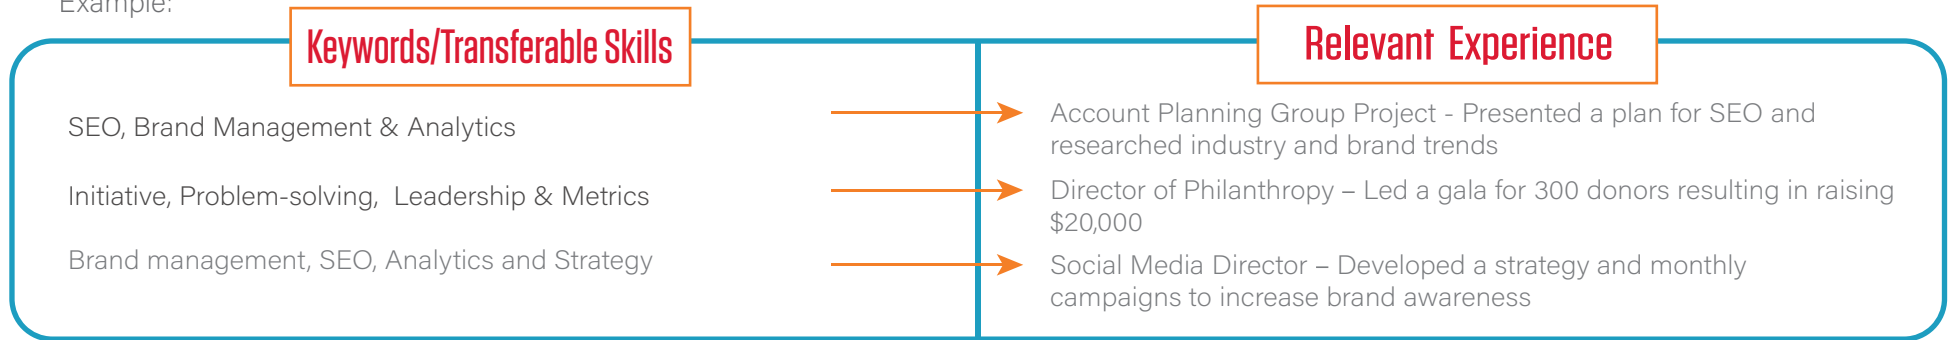 Example:
Keywords/Transferable Skills
Relevant Experience
SEO, Brand Management & Analytics
Account Planning Group Project - Presented a plan for SEO and
researched industry and brand trends
Initiative, Problem-solving, Leadership & Metrics
Director of Philanthropy – Led a gala for 300 donors resulting in raising
$20,000
Brand management, SEO, Analytics and Strategy
Social Media Director – Developed a strategy and monthly
campaigns to increase brand awareness